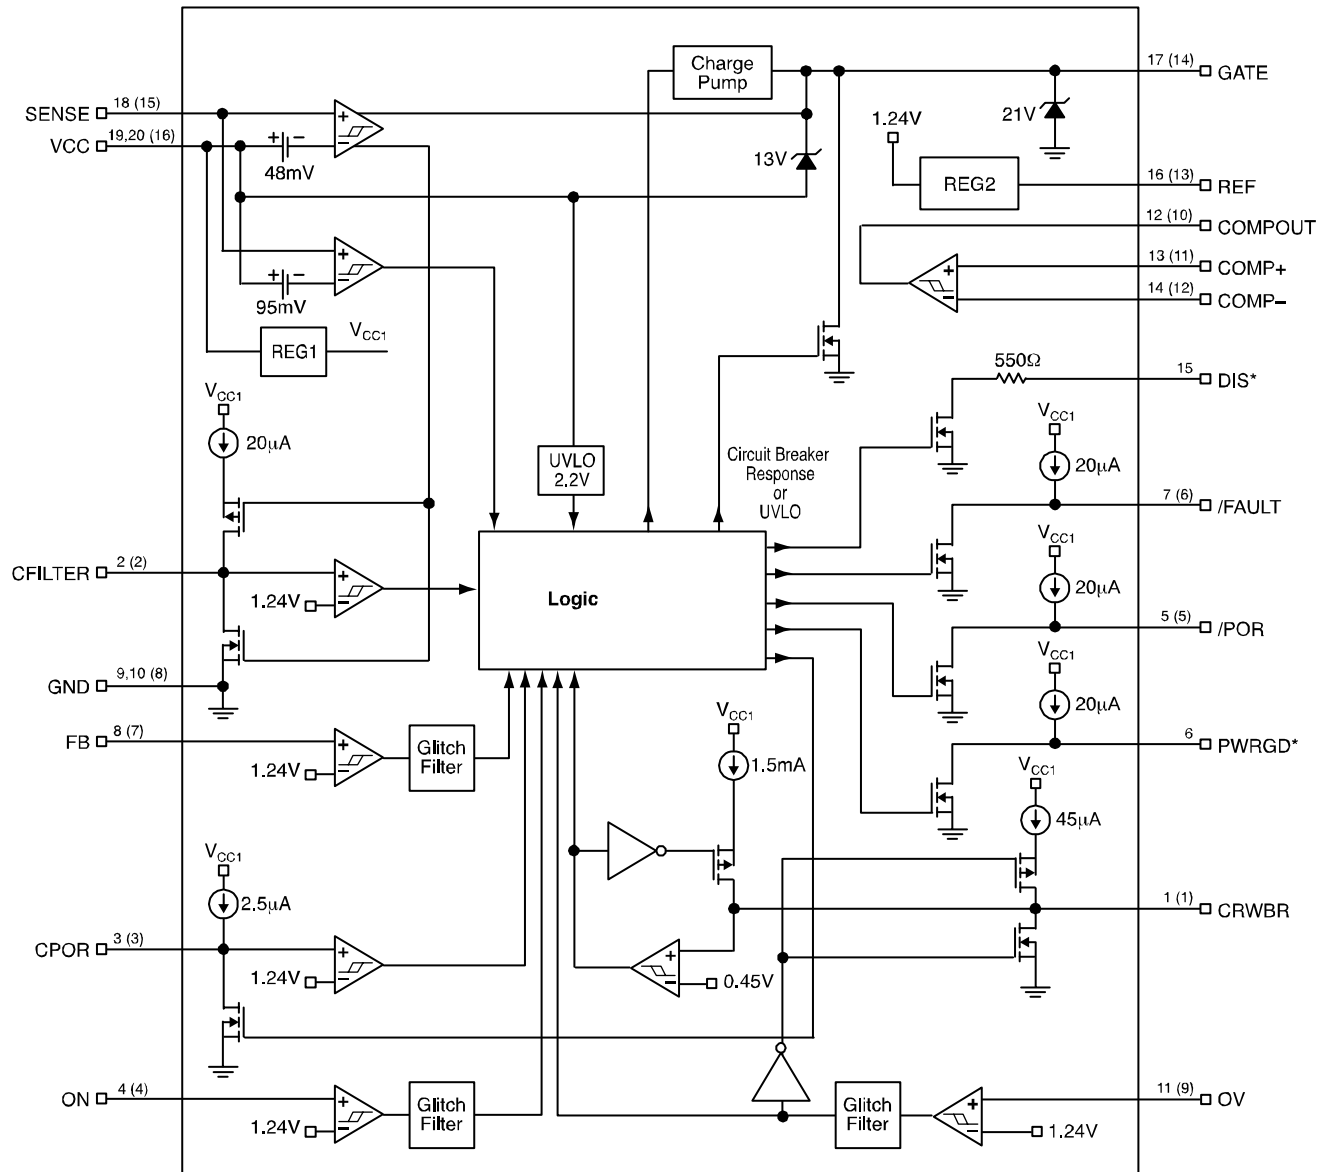 Charge
Pump
17 (14)
GATE
SENSE
18 (15)
19,20 (16)
VCC
+
−
+ −
48mV
13V
21V
1.24V
REG2
16 (13)
REF
12 (10)
COMPOUT
13 (11)
COMP+
14 (12)
COMP−
+
−
+
−
+ −
95mV
REG1
VCC1
550Ω
15
DIS*
VCC1
20µA
UVLO
2.2V
Circuit Breaker
Response
or
UVLO
VCC1
20µA
7 (6)
/FAULT
CFILTER
2 (2)
+
−
1.24V
Logic
VCC1
20µA
5 (5)
/POR
GND
9,10 (8)
VCC1
20µA
6
PWRGD*
FB
8 (7)
+
−
1.24V
Glitch
Filter
VCC1
1.5mA
VCC1
45µA
1 (1)
CRWBR
VCC1
2.5µA
CPOR
3 (3)
+
−
1.24V
+
−
0.45V
ON
4 (4)
+
−
1.24V
Glitch
Filter
Glitch
Filter
+
−
1.24V
11 (9)
OV